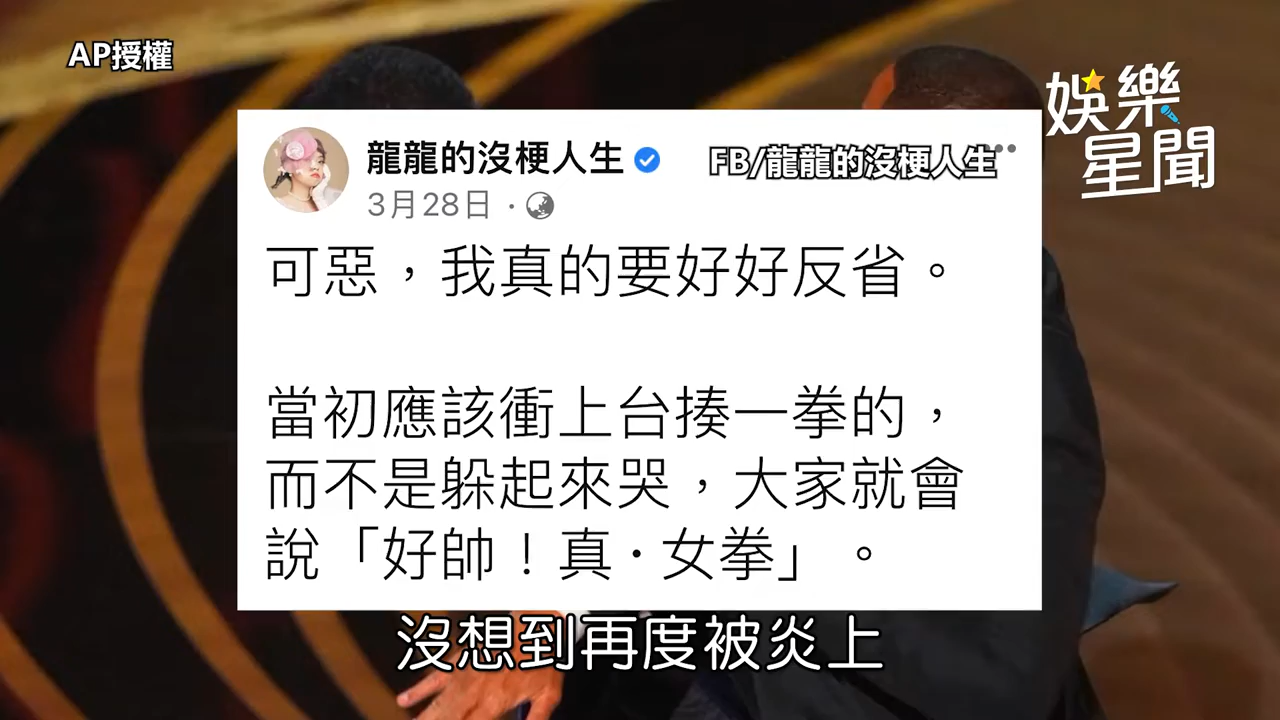 AP授權
娛樂
星聞
龍龍的沒梗人生
FB/龍龍的沒梗人生
3月28日 ·
可惡，我真的要好好反省。
當初應該衝上台揍一拳的，
而不是躲起來哭，大家就會
說「好帥！真·女拳」。
沒想到再度被炎上